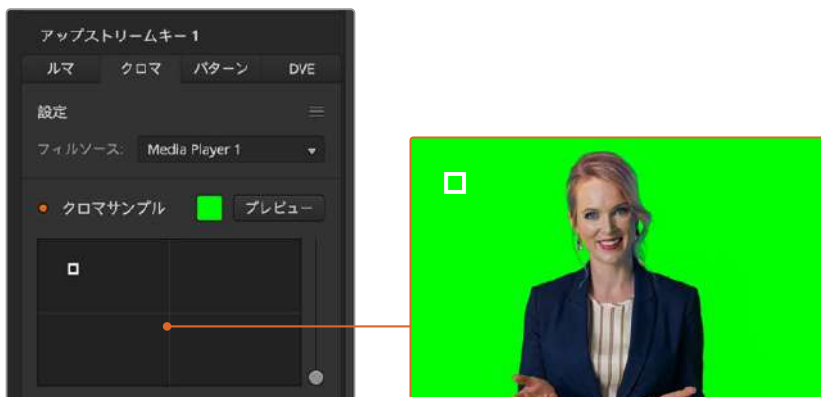 アップストリームキー 1
ルマ クロマ パターン DVE
設定
フィルソース: Media Player 1
クロマサンプル プレビュー